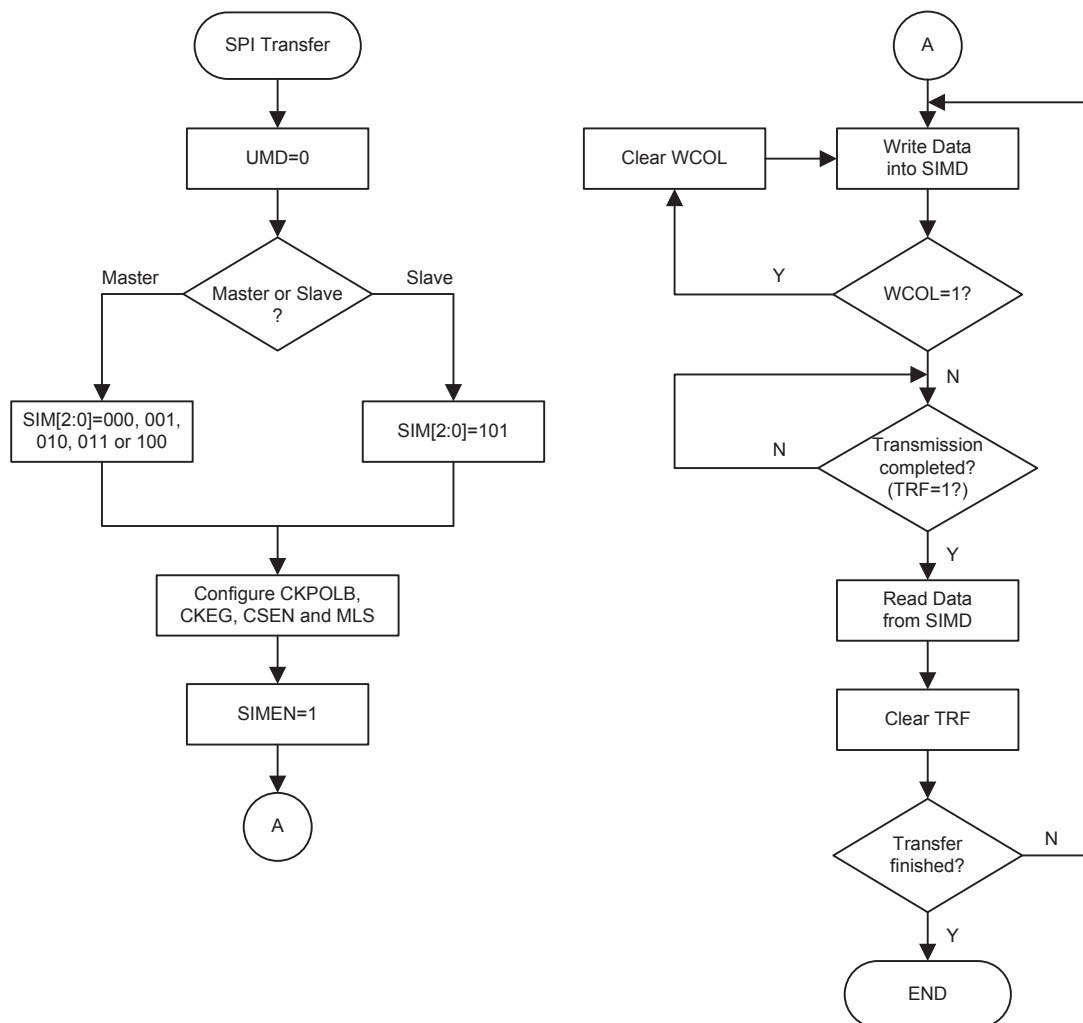 SPI Transfer
UMD=0
Master
Master or Slave
?
Slave
SIM[2:0]=000, 001,
010, 011 or 100
SIM[2:0]=101
Configure CKPOLB,
CKEG, CSEN and MLS
SIMEN=1
A
A
Clear WCOL
Write Data
into SIMD
Y
WCOL=1?
N
N
Transmission
completed?
(TRF=1?)
Y
Read Data
from SIMD
Clear TRF
Transfer
finished?
N
Y
END